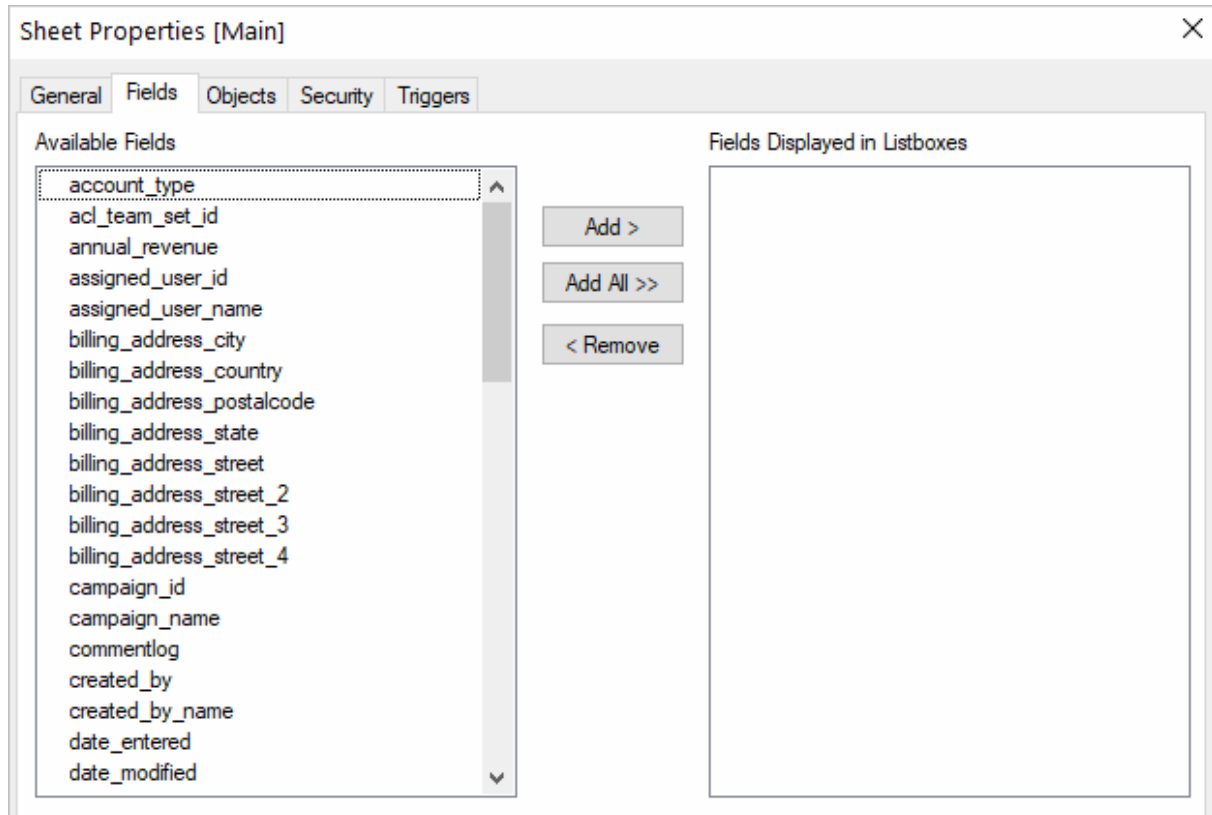 Sheet Properties [Main]
General Fields Objects Security Triggers
Available Fields
account_type
acl_team_set_id
annual_revenue
assigned_user_id
assigned_user_name
billing_address_city
billing_address_country
billing_address_postalcode
billing_address_state
billing_address_street
billing_address_street_2
billing_address_street_3
billing_address_street_4
campaign_id
campaign_name
commentlog
created_by
created_by_name
date_entered
date_modified
Add >
Add All >>
< Remove
Fields Displayed in Listboxes